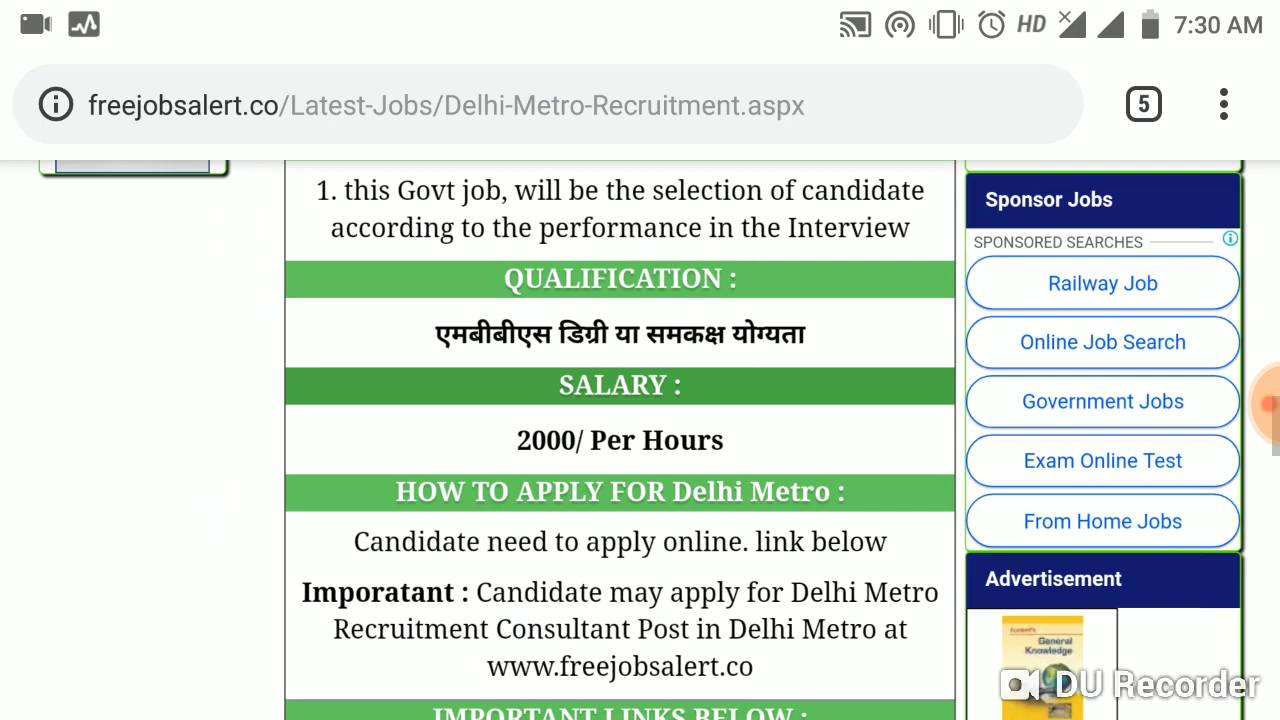 HD
7:30 AM
freejobsalert.co/Latest-Jobs/Delhi-Metro-Recruitment.aspx
5
1. this Govt job, will be the selection of candidate
according to the performance in the Interview
QUALIFICATION :
एमबीबीएस डिग्री या समकक्ष योग्यता
SALARY :
2000/ Per Hours
HOW TO APPLY FOR Delhi Metro :
Candidate need to apply online. link below
Imporatant : Candidate may apply for Delhi Metro
Recruitment Consultant Post in Delhi Metro at
www.freejobsalert.co
IMPORTANT LINKS BELOW :
Sponsor Jobs
SPONSORED SEARCHES
Railway Job
Online Job Search
Government Jobs
Exam Online Test
From Home Jobs
Advertisement
General
Knowledge
DU Recorder